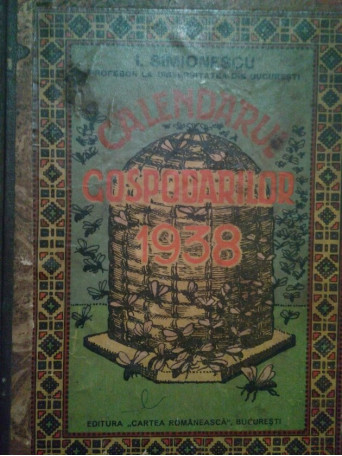 I. SIMIONESCU
PROFESOR LA UNIVERSITATEA DIN BUCUREȘTI
CALENDARUL
GOSPODARILOR
1938
EDITURA „CARTEA ROMÂNEASCĂ", BUCUREȘTI